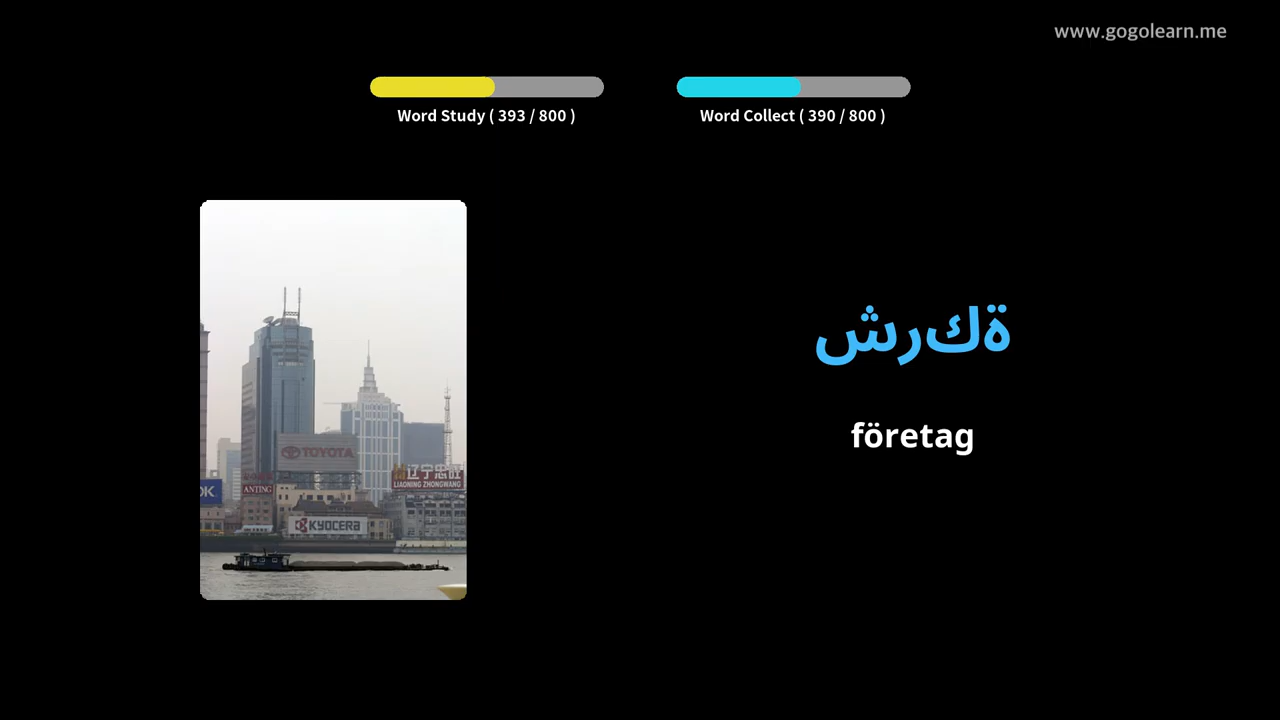 www.gogolearn.me
Word Study ( 393 / 800 )
Word Collect ( 390 / 800 )
شركة
företag
TOYOTA
辽宁忠旺
LIAONING ZHONGWANG
OK
ANTING
KYOCERA